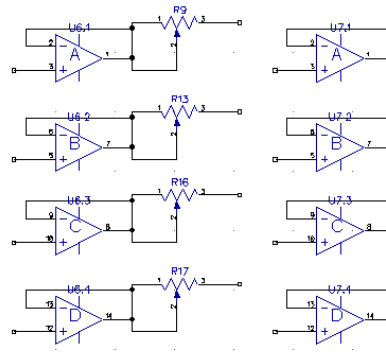 U6.1 R9 U7.1
2 - A 1 1 2 3 2 - A 1
3 + 3 +
U6.2 R13 U7.2
6 - B 7 1 2 3 6 - B 7
5 + 5 +
U6.3 R16 U7.3
9 - C 8 1 2 3 9 - C 8
10 + 10 +
U6.4 R17 U7.4
13 - D 14 1 2 3 13 - D 14
12 + 12 +